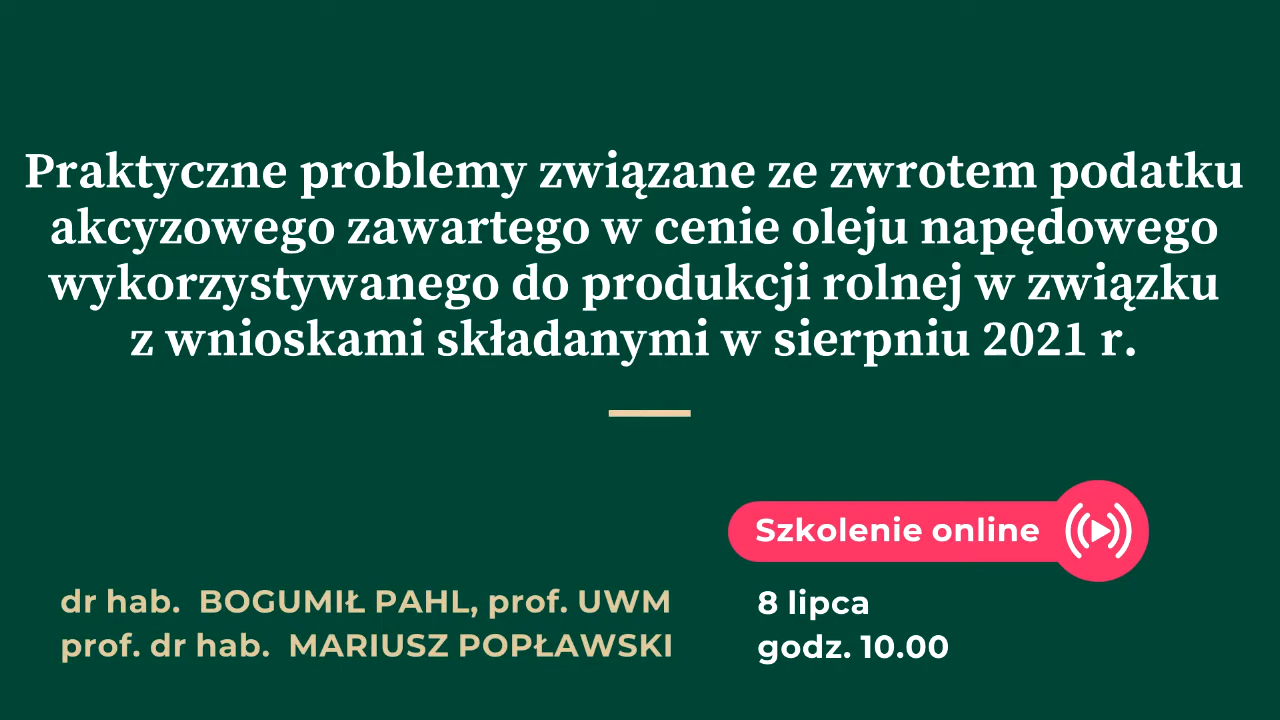 Praktyczne problemy związane ze zwrotem podatku
akcyzowego zawartego w cenie oleju napędowego
wykorzystywanego do produkcji rolnej w związku
z wnioskami składanymi w sierpniu 2021 r.
Szkolenie online
dr hab. BOGUMIŁ PAHL, prof. UWM
prof. dr hab. MARIUSZ POPŁAWSKI
8 lipca
godz. 10.00